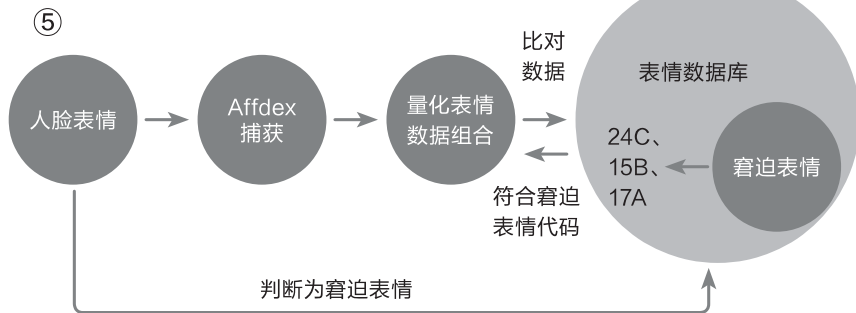 ⑤
人脸表情
Affdex
捕获
量化表情
数据组合
比对
数据
符合窘迫
表情代码
表情数据库
24C、
15B、
17A
窘迫表情
判断为窘迫表情